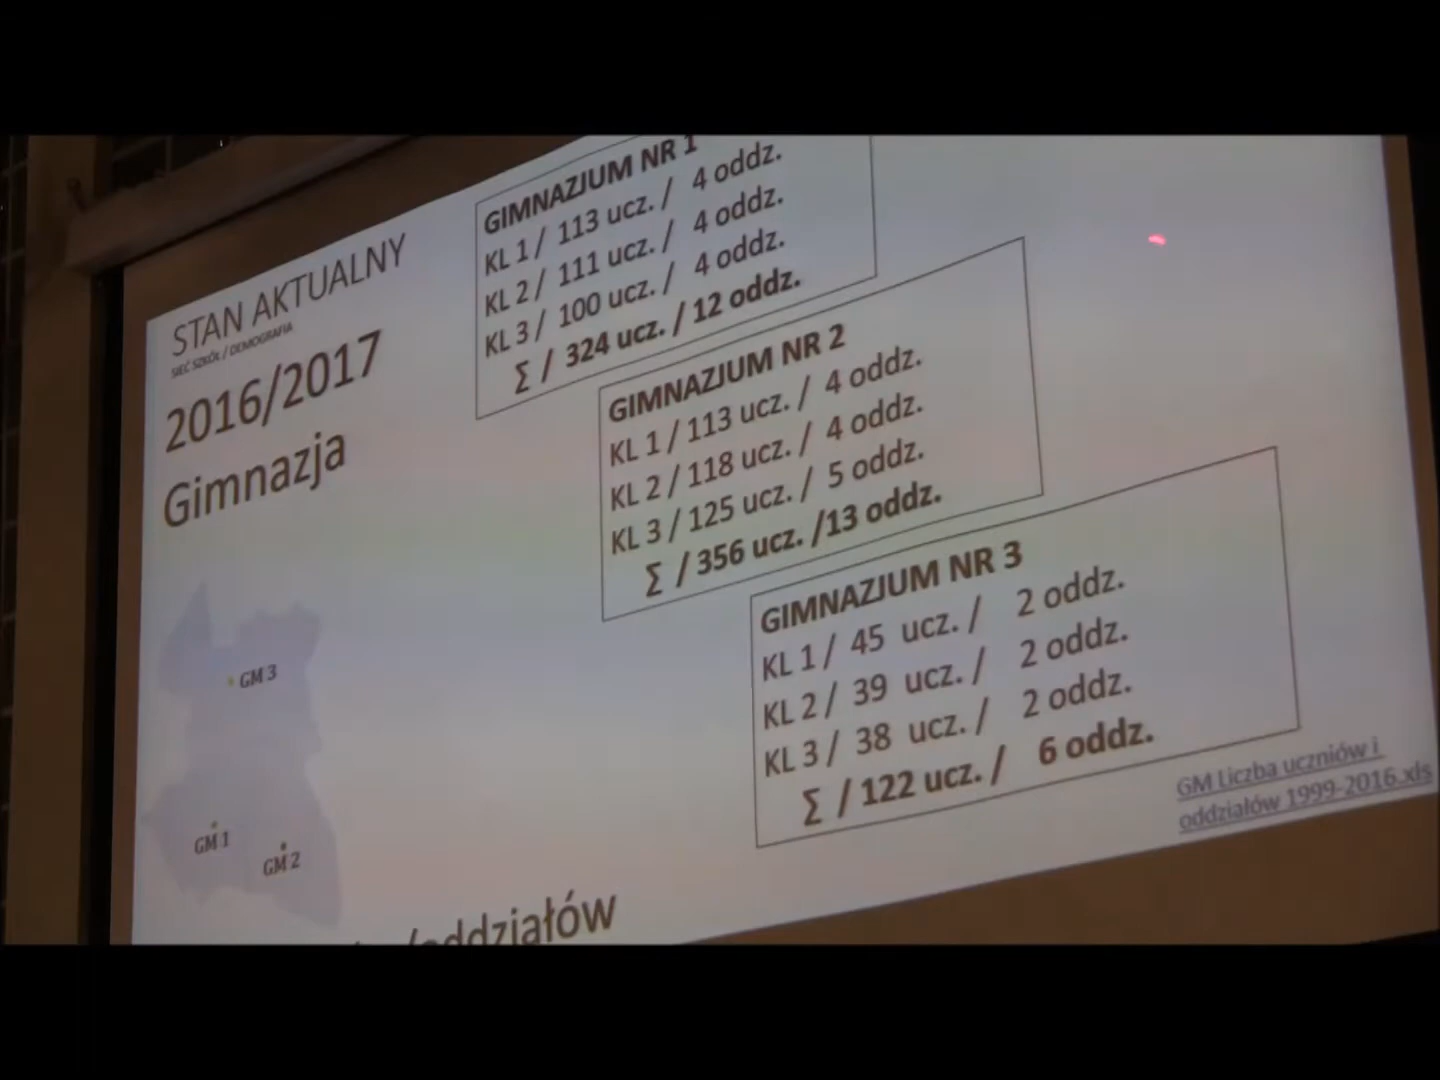 STAN AKTUALNY
SIEĆ SZKÓŁ / DEMOGRAFIA
2016/2017
Gimnazja
GIMNAZJUM NR 1
KL 1 / 113 ucz. / 4 oddz.
KL 2 / 111 ucz. / 4 oddz.
KL 3 / 100 ucz. / 4 oddz.
Σ / 324 ucz. / 12 oddz.
GIMNAZJUM NR 2
KL 1 / 113 ucz. / 4 oddz.
KL 2 / 118 ucz. / 4 oddz.
KL 3 / 125 ucz. / 5 oddz.
Σ / 356 ucz. /13 oddz.
GIMNAZJUM NR 3
KL 1 / 45 ucz. / 2 oddz.
KL 2 / 39 ucz. / 2 oddz.
KL 3 / 38 ucz. / 2 oddz.
Σ / 122 ucz. / 6 oddz.
GM 3
GM 1
GM 2
GM Liczba uczniów i
oddziałów 1999-2016.xls
/oddziałów